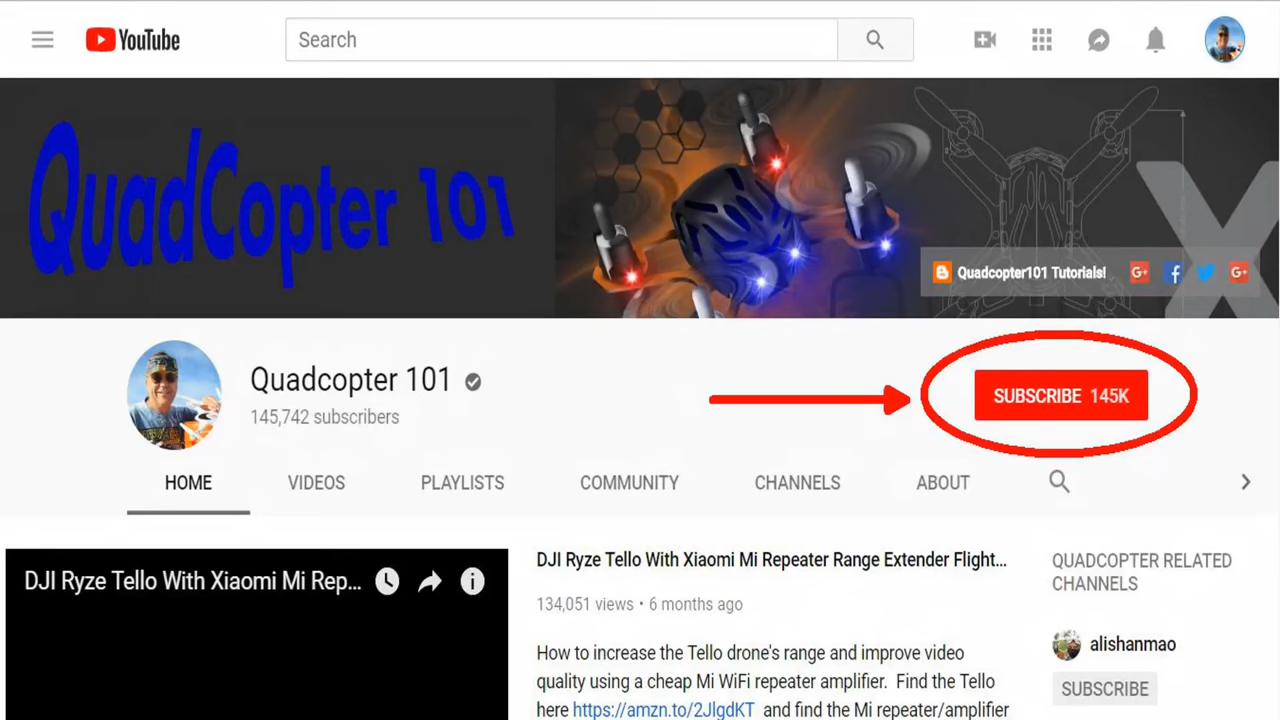 YouTube
Search
QuadCopter 101
X
Quadcopter101 Tutorials!
Quadcopter 101
145,742 subscribers
SUBSCRIBE 145K
HOME VIDEOS PLAYLISTS COMMUNITY CHANNELS ABOUT
DJI Ryze Tello With Xiaomi Mi Rep...
DJI Ryze Tello With Xiaomi Mi Repeater Range Extender Flight...
134,051 views • 6 months ago
How to increase the Tello drone's range and improve video
quality using a cheap Mi WiFi repeater amplifier. Find the Tello
here https://amzn.to/2JlgdKT and find the Mi repeater/amplifier
QUADCOPTER RELATED
CHANNELS
alishanmao
SUBSCRIBE